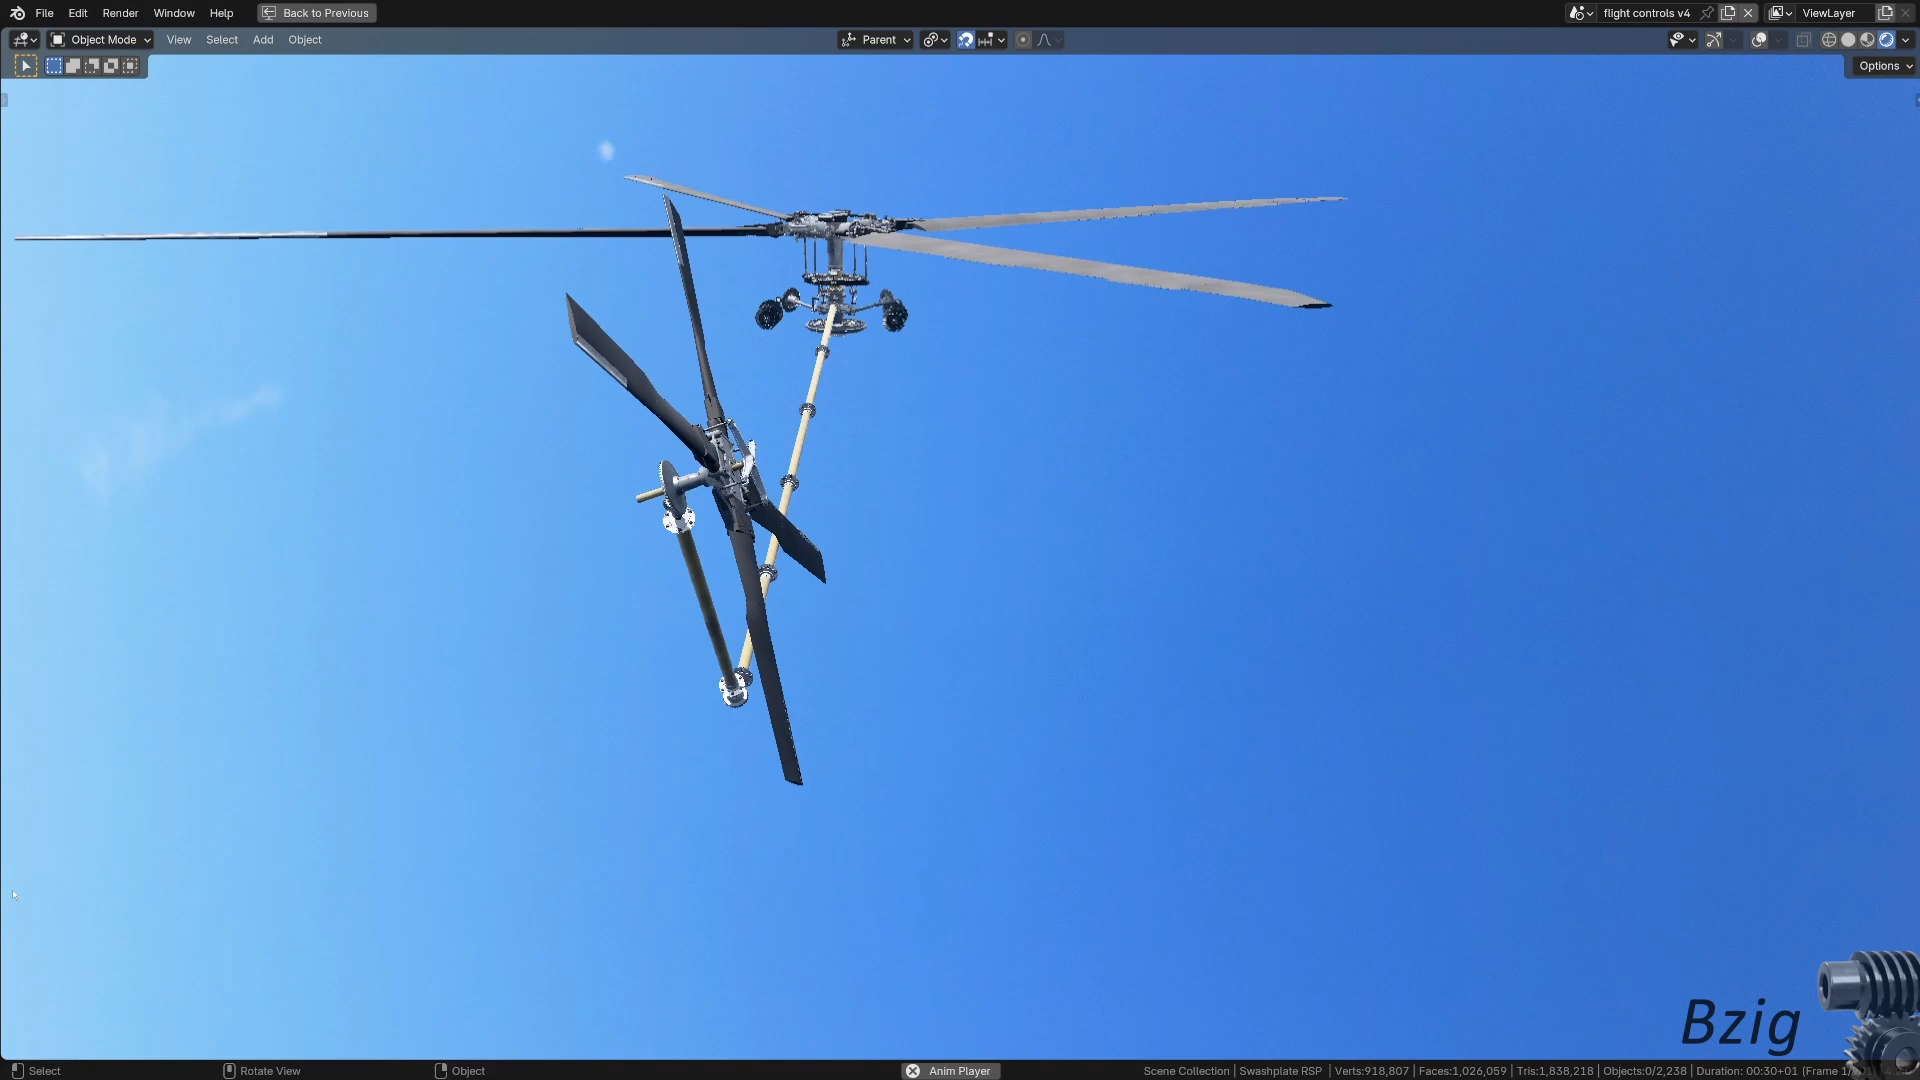 File Edit Render Window Help Back to Previous flight controls v4 ViewLayer
Object Mode View Select Add Object Parent
Options
Bzig
Select Rotate View Object Anim Player Scene Collection | Swashplate RSP | Verts:918,807 | Faces:1,026,059 | Tris:1,838,218 | Objects:0/2,238 | Duration: 00:30+01 (Frame